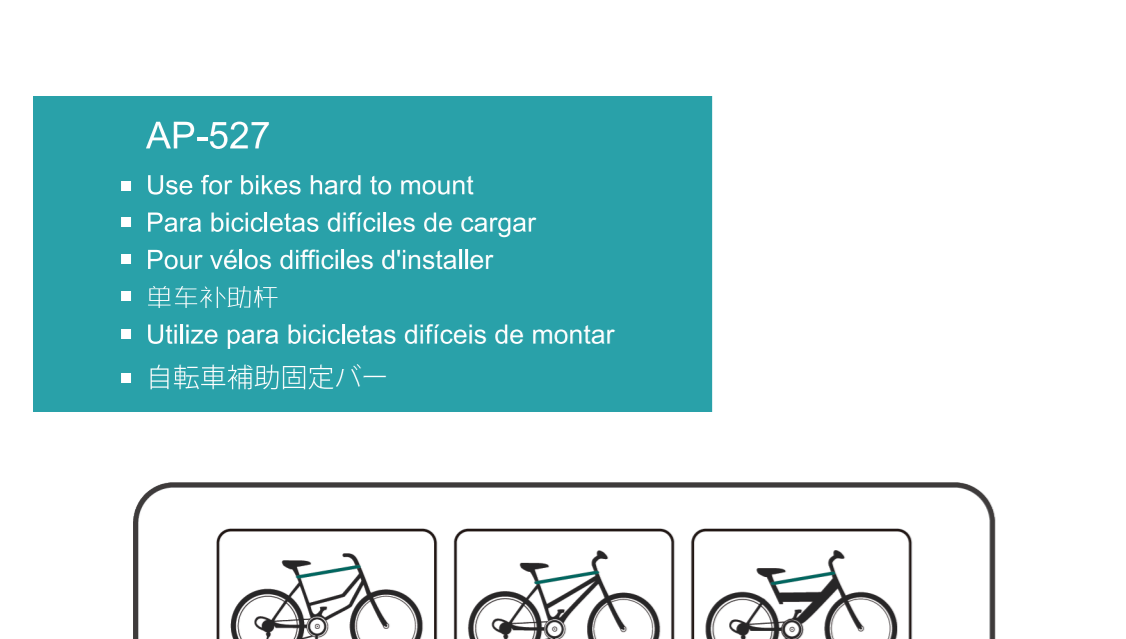 AP-527
Use for bikes hard to mount
Para bicicletas difíciles de cargar
Pour vélos difficiles d'installer
单车补助杆
Utilize para bicicletas difíceis de montar
自転車補助固定バー